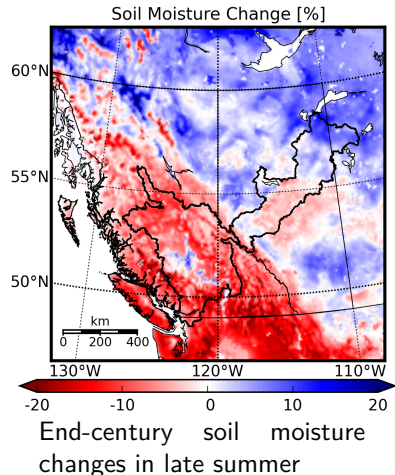 Soil Moisture Change [%]
60°N
55°N
50°N
km
0 200 400
130°W 120°W 110°W
-20 -10 0 10 20
End-century soil moisture
changes in late summer